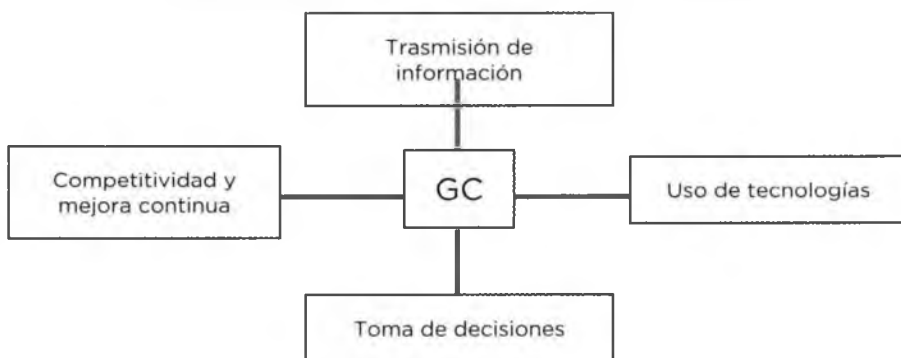 Trasmisión de
información
Competitividad y
mejora continua
GC
Uso de tecnologías
Toma de decisiones